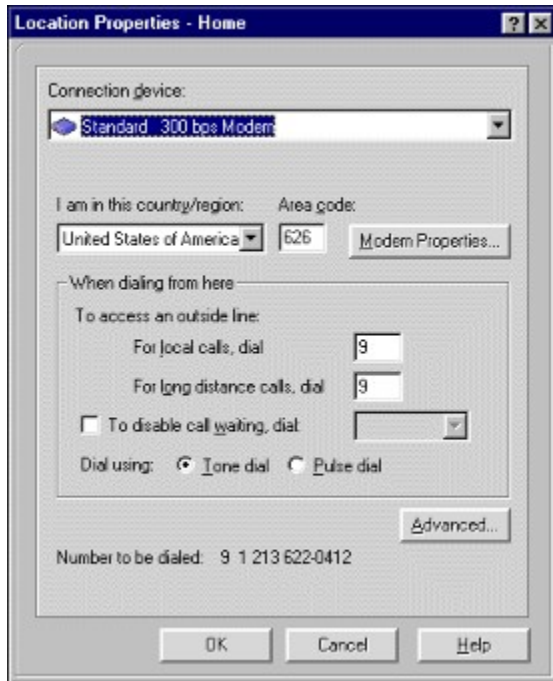 Location Properties - Home
Connection device:
Standard 300 bps Modem
I am in this country/region: Area code:
United States of America 626 Modem Properties...
When dialing from here
To access an outside line:
For local calls, dial 9
For long distance calls, dial 9
To disable call waiting, dial:
Dial using: Tone dial Pulse dial
Advanced...
Number to be dialed: 9 1 213 622-0412
OK Cancel Help